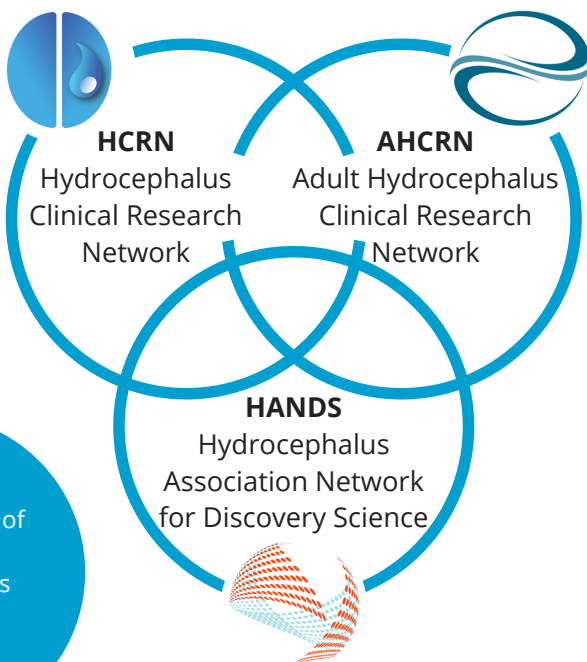 HCRN
Hydrocephalus
Clinical Research
Network
AHCRN
Adult Hydrocephalus
Clinical Research
Network
HANDS
Hydrocephalus
Association Network
for Discovery Science
of
s